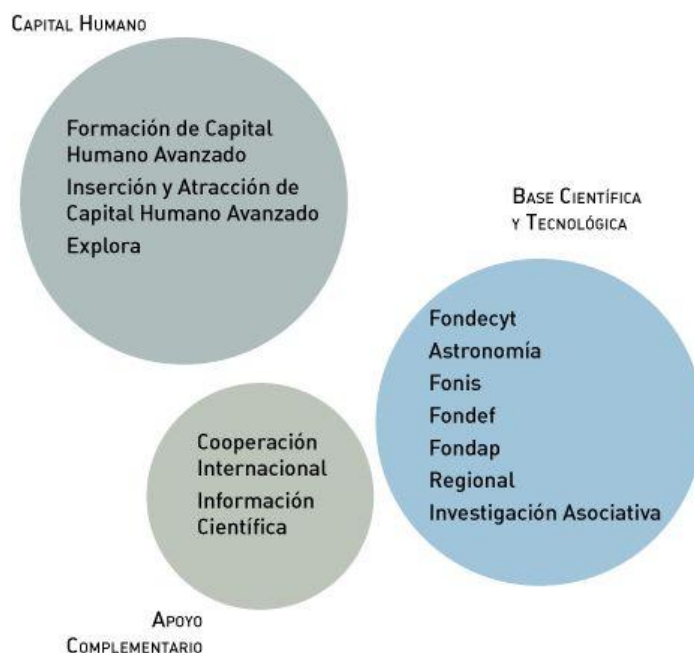 Capital Humano
Formación de Capital
Humano Avanzado
Inserción y Atracción de
Capital Humano Avanzado
Explora
Base Científica
y Tecnológica
Fondecyt
Astronomía
Fonis
Fondef
Fondap
Regional
Investigación Asociativa
Cooperación
Internacional
Información
Científica
Apoyo
Complementario